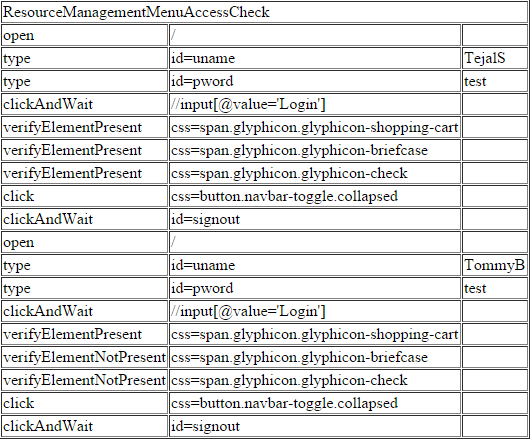 ResourceManagementMenuAccessCheck
open /
type id=uname TejalS
type id=pword test
clickAndWait //input[@value='Login']
verifyElementPresent css=span.glyphicon.glyphicon-shopping-cart
verifyElementPresent css=span.glyphicon.glyphicon-briefcase
verifyElementPresent css=span.glyphicon.glyphicon-check
click css=button.navbar-toggle.collapsed
clickAndWait id=signout
open /
type id=uname TommyB
type id=pword test
clickAndWait //input[@value='Login']
verifyElementPresent css=span.glyphicon.glyphicon-shopping-cart
verifyElementNotPresent css=span.glyphicon.glyphicon-briefcase
verifyElementNotPresent css=span.glyphicon.glyphicon-check
click css=button.navbar-toggle.collapsed
clickAndWait id=signout